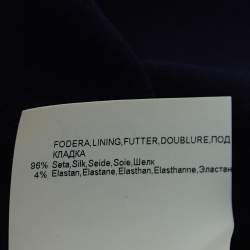 FODERA,LINING,FUTTER,DOUBLURE,ПОД
КЛАДКА
96% Seta,Silk,Seide,Soie,Шелк
4% Elastan,Elastane,Elasthan,Elasthanne,Эластан